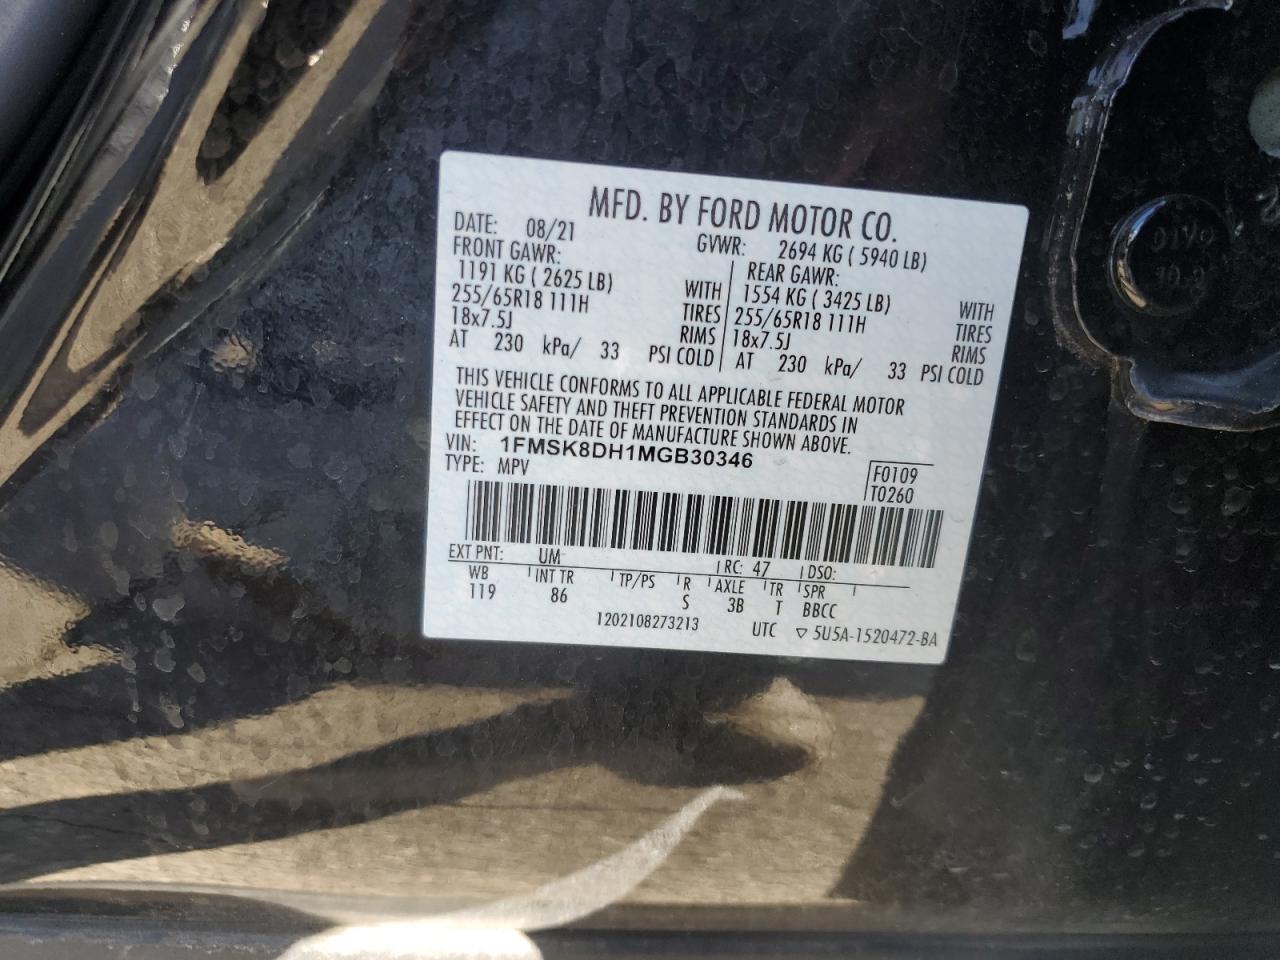 MFD. BY FORD MOTOR CO.
DATE: 08/21 GVWR: 2694 KG ( 5940 LB)
FRONT GAWR: REAR GAWR:
1191 KG ( 2625 LB) WITH 1554 KG ( 3425 LB) WITH
255/65R18 111H TIRES 255/65R18 111H TIRES
18x7.5J RIMS 18x7.5J RIMS
AT 230 kPa/ 33 PSI COLD AT 230 kPa/ 33 PSI COLD
THIS VEHICLE CONFORMS TO ALL APPLICABLE FEDERAL MOTOR
VEHICLE SAFETY AND THEFT PREVENTION STANDARDS IN
EFFECT ON THE DATE OF MANUFACTURE SHOWN ABOVE.
VIN: 1FMSK8DH1MGB30346
TYPE: MPV F0109
T0260
EXT PNT: UM RC: 47 DSO:
WB INT TR TP/PS R AXLE TR SPR
119 86 S 3B T BBCC
1202108273213 UTC ▽ 5U5A-1520472-BA